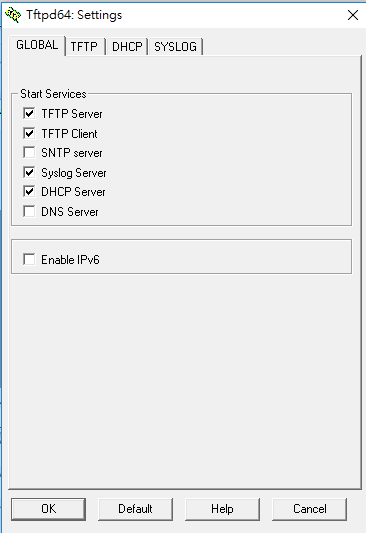 Tftpd64: Settings
GLOBAL TFTP DHCP SYSLOG
Start Services
TFTP Server
TFTP Client
SNTP server
Syslog Server
DHCP Server
DNS Server
Enable IPv6
OK Default Help Cancel